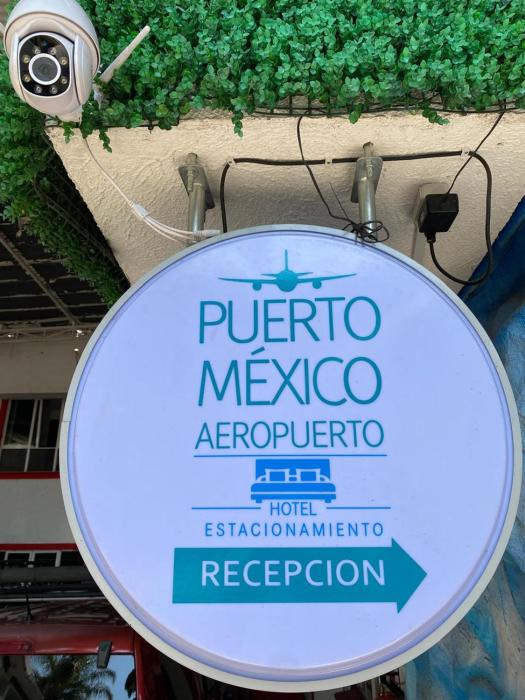 PUERTO
MÉXICO
AEROPUERTO
HOTEL
ESTACIONAMIENTO
RECEPCION